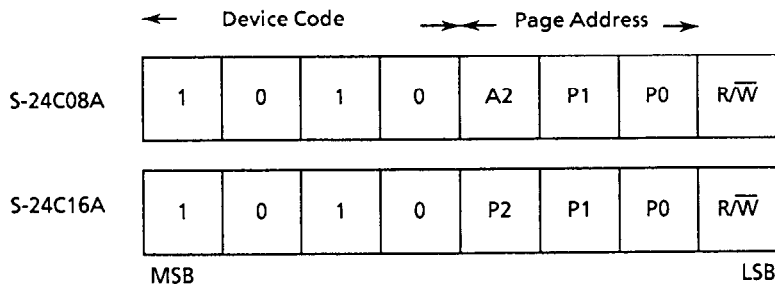 Device Code Page Address
S-24C08A 1 0 1 0 A2 P1 P0 R/W̅
S-24C16A 1 0 1 0 P2 P1 P0 R/W̅
MSB LSB